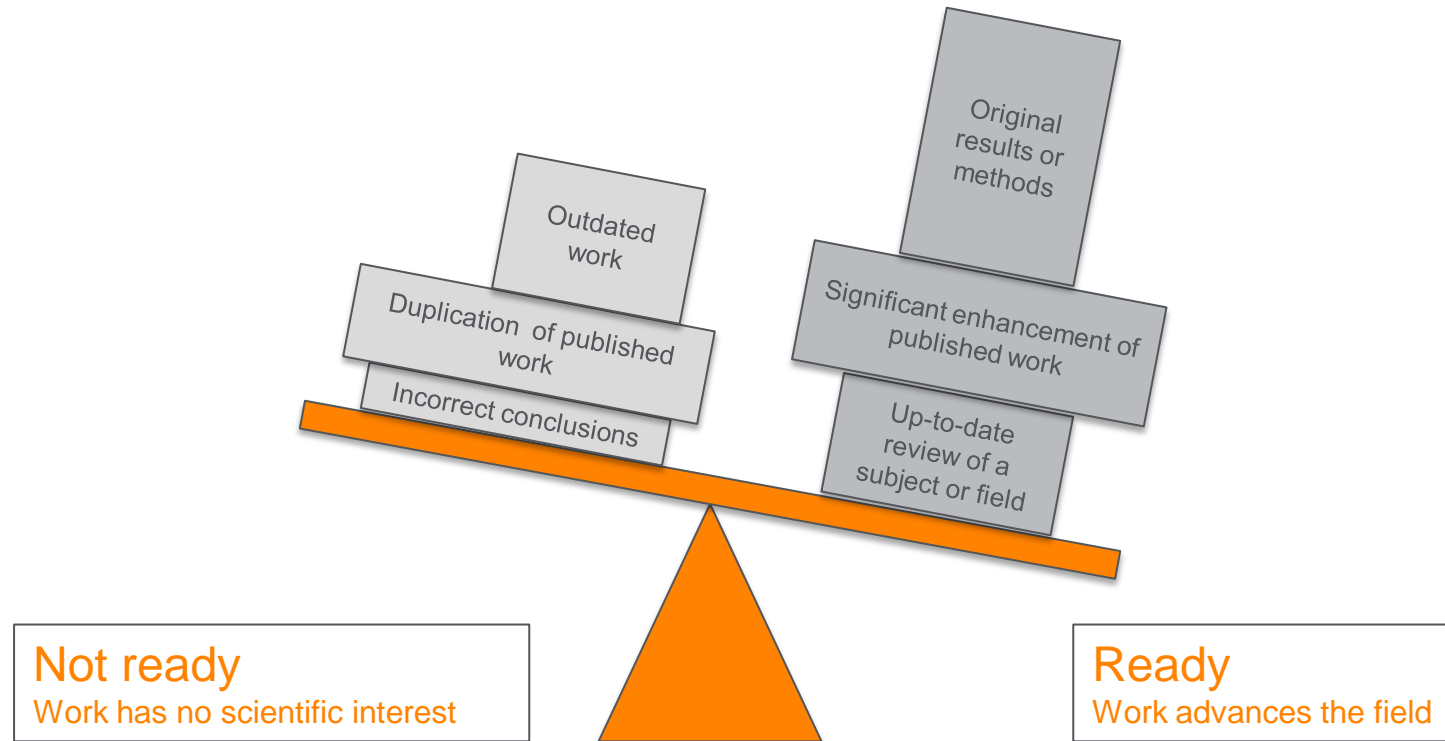 Outdated
work
Duplication of published
work
Incorrect conclusions
Original
results or
methods
Significant enhancement of
published work
Up-to-date
review of a
subject or field
Not ready
Work has no scientific interest
Ready
Work advances the field